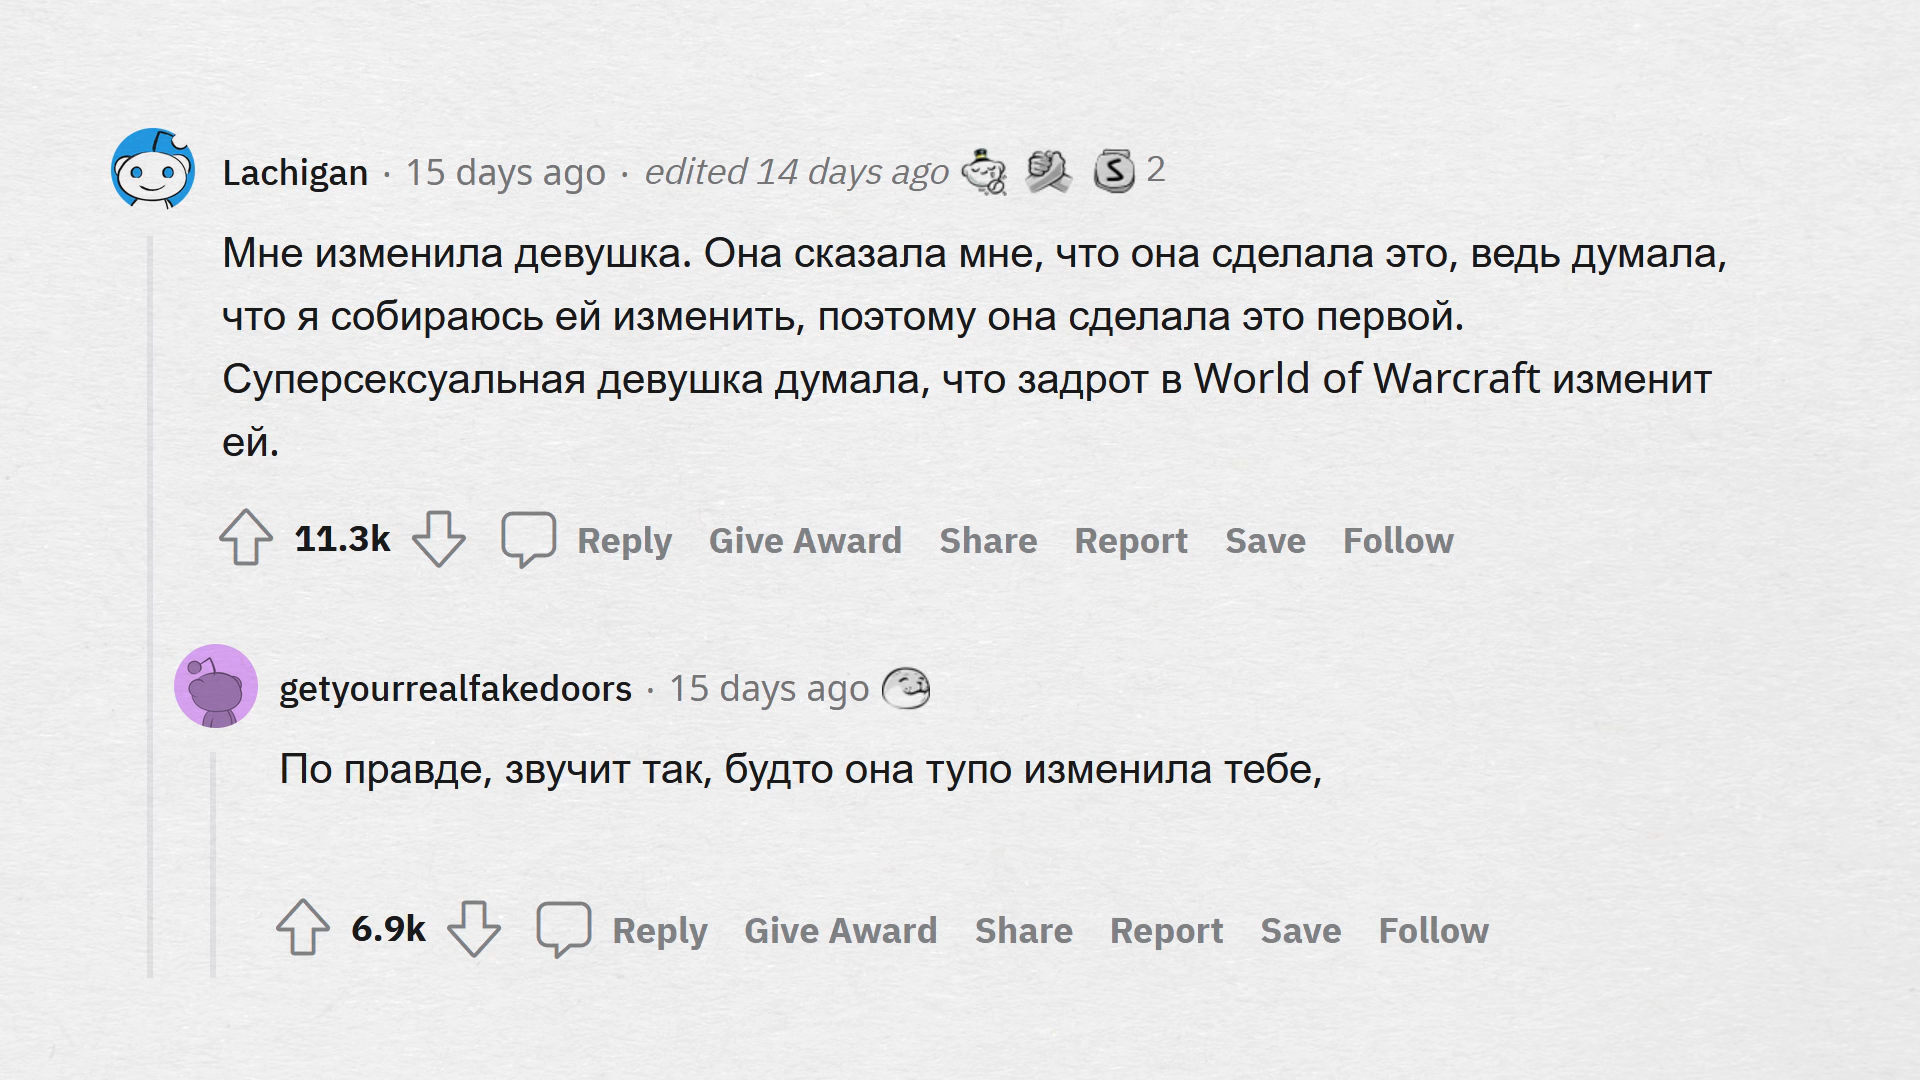 Lachigan · 15 days ago · edited 14 days ago 2
Мне изменила девушка. Она сказала мне, что она сделала это, ведь думала,
что я собираюсь ей изменить, поэтому она сделала это первой.
Суперсексуальная девушка думала, что задрот в World of Warcraft изменит
ей.
11.3k Reply Give Award Share Report Save Follow
getyourrealfakedoors · 15 days ago
По правде, звучит так, будто она тупо изменила тебе,
6.9k Reply Give Award Share Report Save Follow